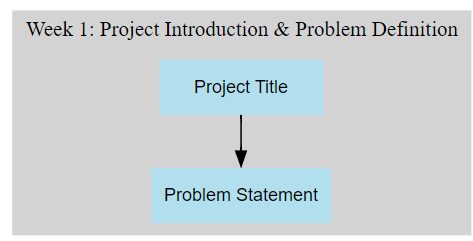 Week 1: Project Introduction & Problem Definition
Project Title
Problem Statement